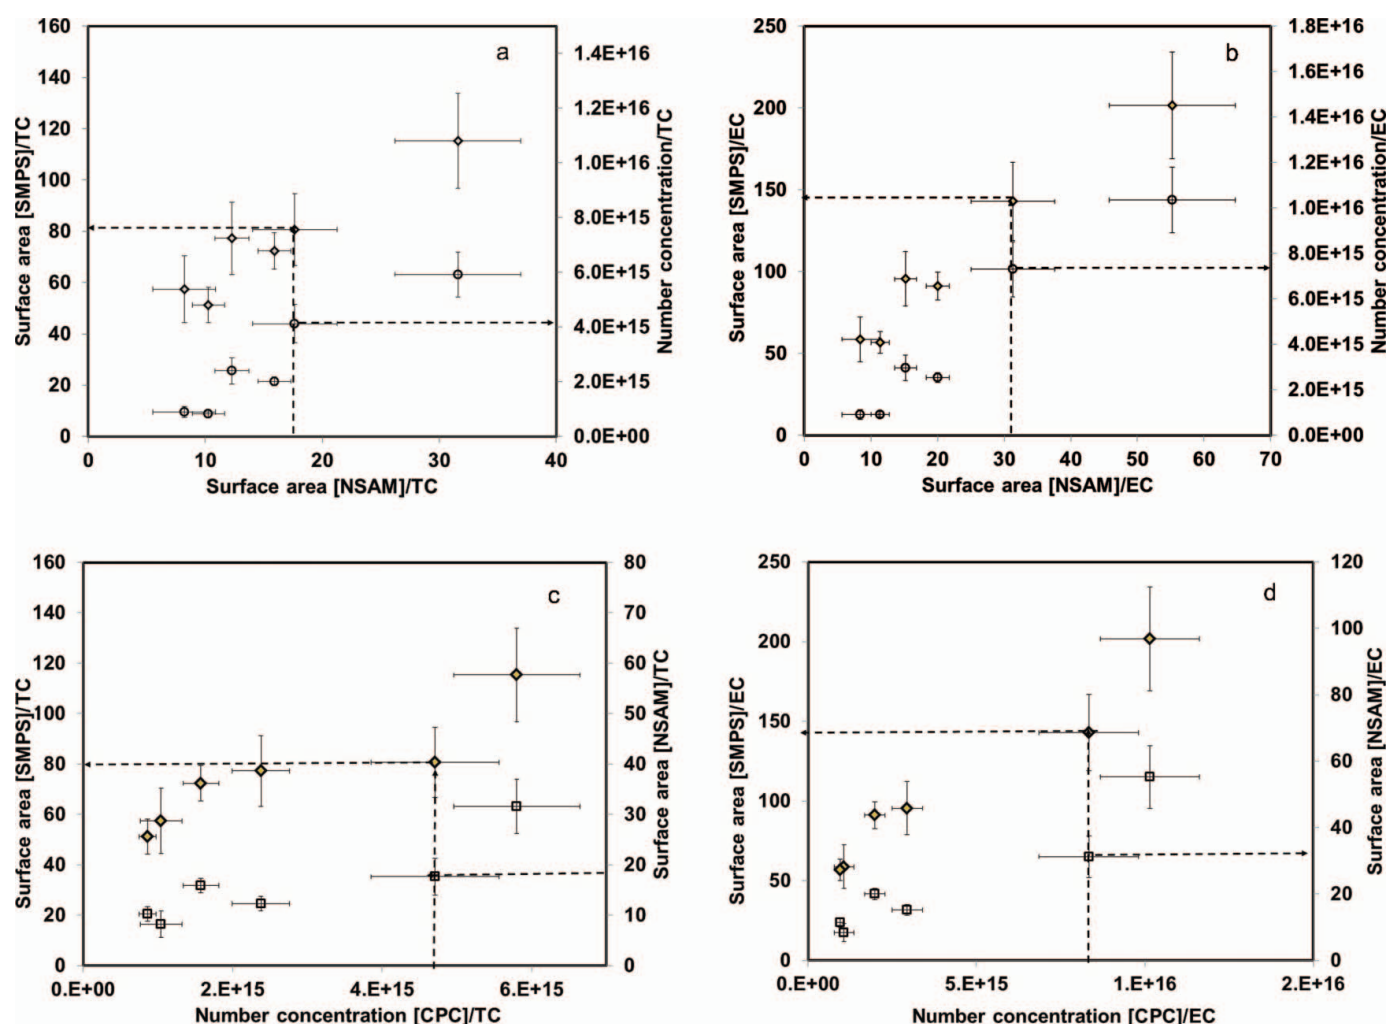 a
160
140
120
100
80
60
40
20
0
Surface area [SMPS]/TC
1.4E+16
1.2E+16
1.0E+16
8.0E+15
6.0E+15
4.0E+15
2.0E+15
0.0E+00
Number concentration/TC
0 10 20 30 40
Surface area [NSAM]/TC
b
250
200
150
100
50
0
Surface area [SMPS]/EC
1.8E+16
1.6E+16
1.4E+16
1.2E+16
1.0E+16
8.0E+15
6.0E+15
4.0E+15
2.0E+15
0.0E+00
Number concentration/EC
0 10 20 30 40 50 60 70
Surface area [NSAM]/EC
c
160
140
120
100
80
60
40
20
0
Surface area [SMPS]/TC
80
70
60
50
40
30
20
10
0
Surface area [NSAM]/TC
0.E+00 2.E+15 4.E+15 6.E+15
Number concentration [CPC]/TC
d
250
200
150
100
50
0
Surface area [SMPS]/EC
120
100
80
60
40
20
0
Surface area [NSAM]/EC
0.E+00 5.E+15 1.E+16 2.E+16
Number concentration [CPC]/EC